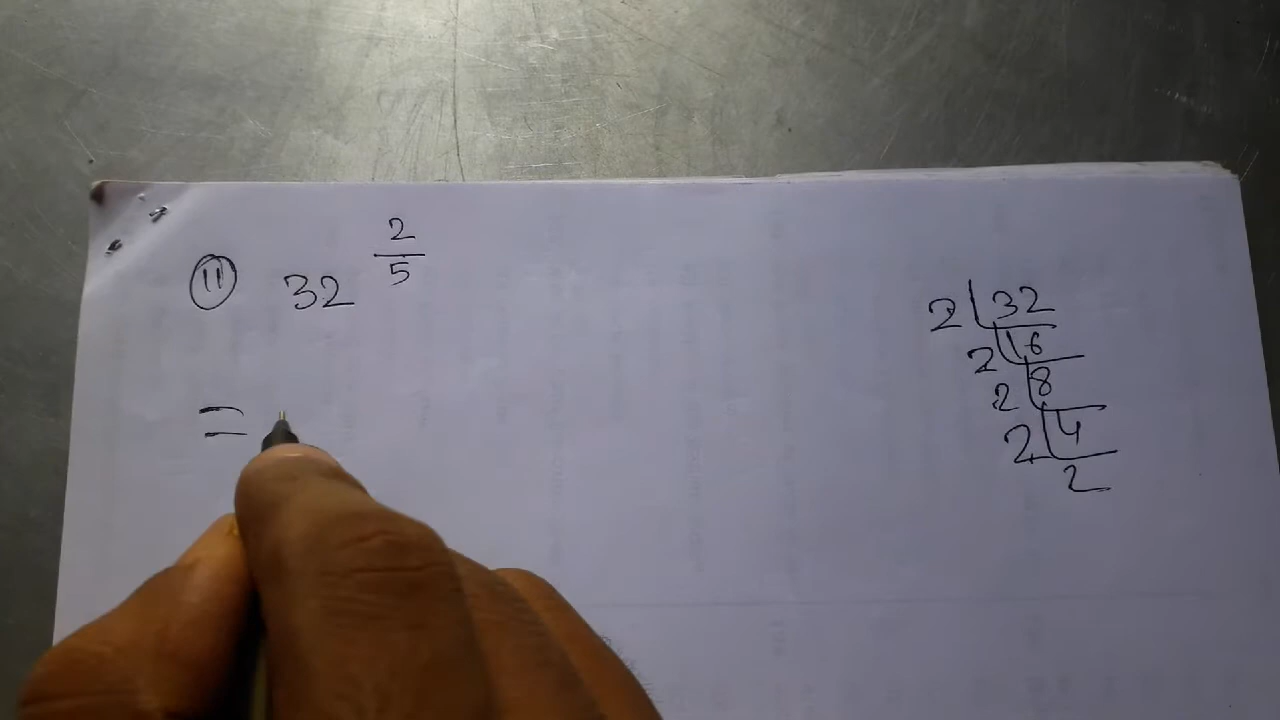 ⑪ 32^(2/5)
=
2 | 32
2 | 16
2 | 8
2 | 4
2